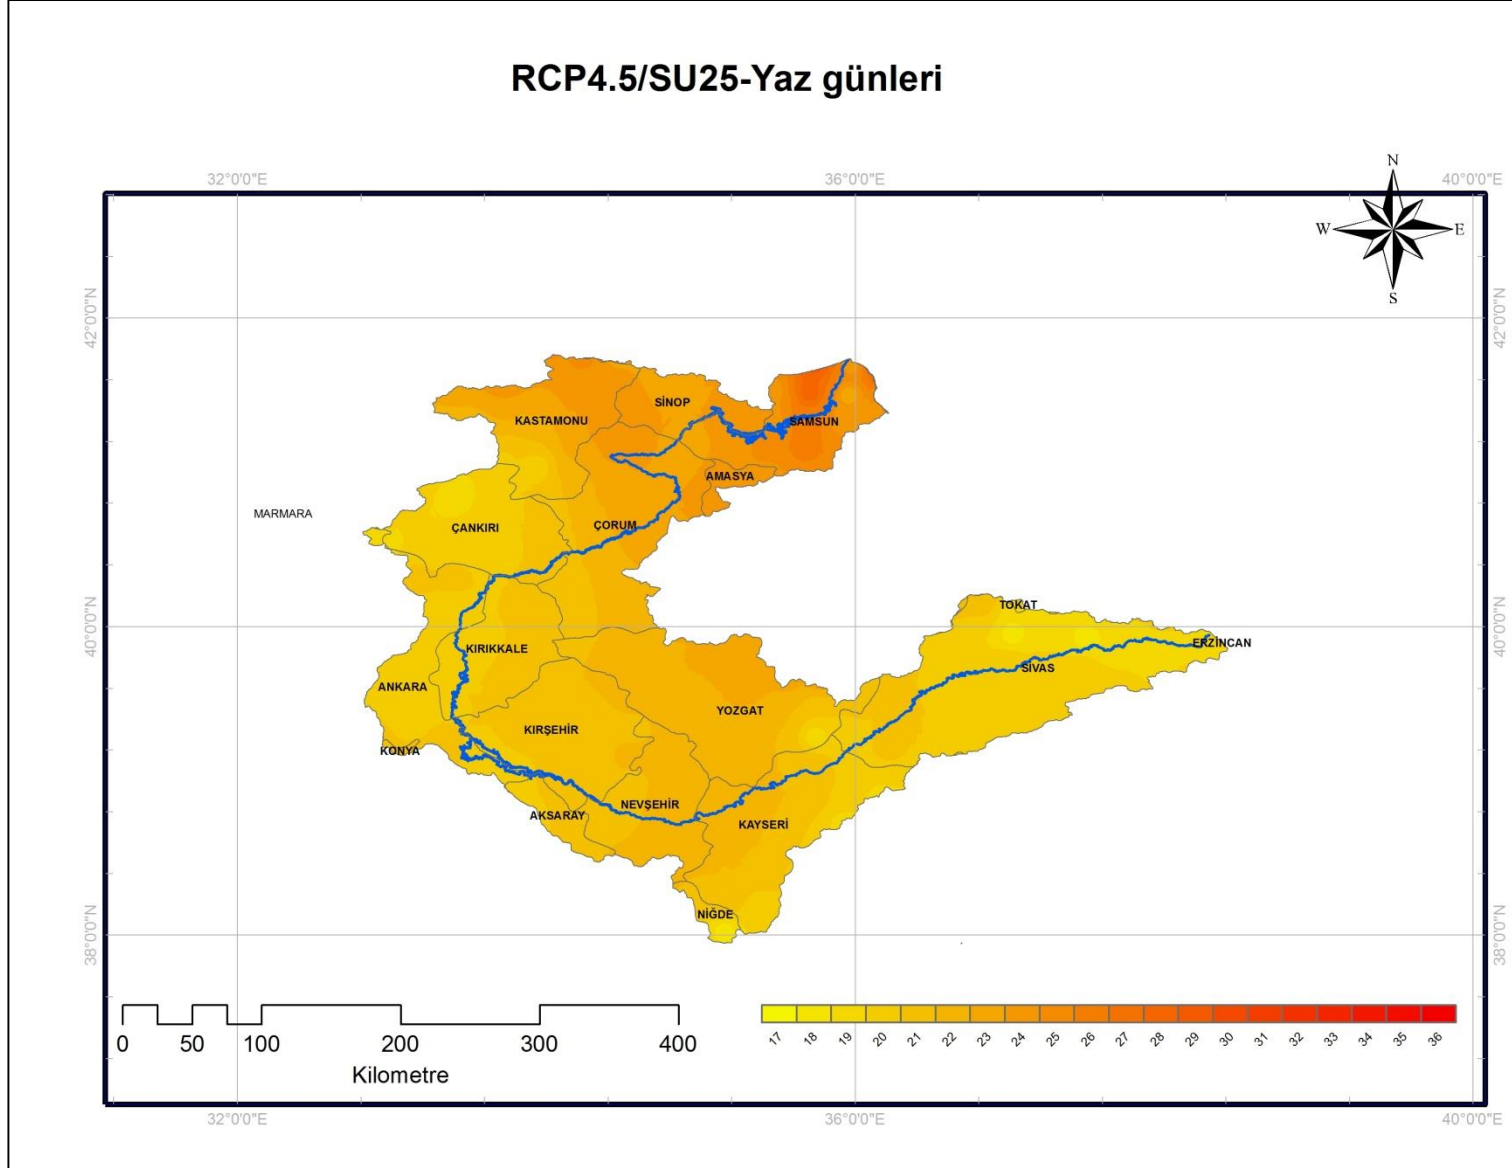 RCP4.5/SU25-Yaz günleri
N
W E
S
32°0'0"E 36°0'0"E 40°0'0"E
42°0'0"N 42°0'0"N
SİNOP
KASTAMONU
SAMSUN
AMASYA
MARMARA
ÇANKIRI
ÇORUM
TOKAT
40°0'0"N 40°0'0"N
ERZİNCAN
KIRIKKALE
SİVAS
ANKARA
YOZGAT
KIRŞEHİR
KONYA
NEVŞEHİR
AKSARAY
KAYSERİ
NİĞDE
38°0'0"N 38°0'0"N
0 50 100 200 300 400
Kilometre
17 18 19 20 21 22 23 24 25 26 27 28 29 30 31 32 33 34 35 36
32°0'0"E 36°0'0"E 40°0'0"E